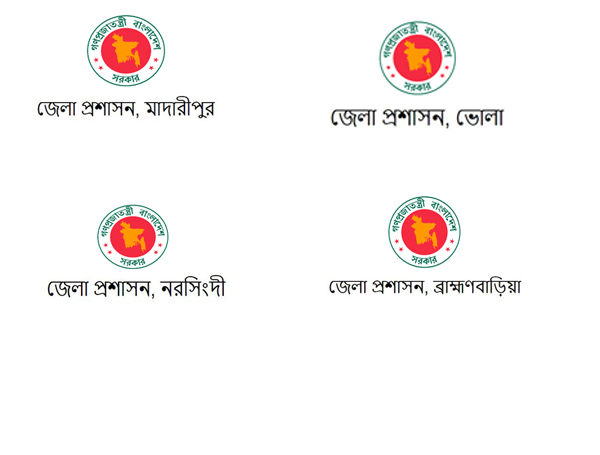 গণপ্রজাতন্ত্রী বাংলাদেশ
সরকার
জেলা প্রশাসন, মাদারীপুর
গণপ্রজাতন্ত্রী বাংলাদেশ
সরকার
জেলা প্রশাসন, ভোলা
গণপ্রজাতন্ত্রী বাংলাদেশ
সরকার
জেলা প্রশাসন, নরসিংদী
গণপ্রজাতন্ত্রী বাংলাদেশ
সরকার
জেলা প্রশাসন, ব্রাহ্মণবাড়িয়া